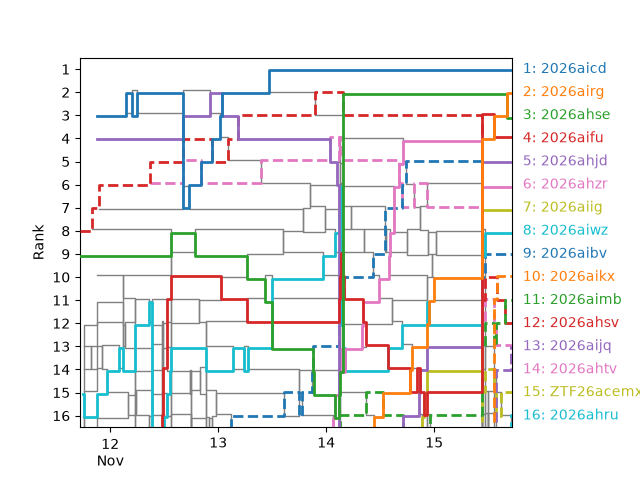 1
2
3
4
5
6
7
8
9
10
11
12
13
14
15
16
Rank
12
13
14
15
Nov
1: 2026aicd
2: 2026airg
3: 2026ahse
4: 2026aifu
5: 2026ahjd
6: 2026ahzr
7: 2026aiig
8: 2026aiwz
9: 2026aibv
10: 2026aikx
11: 2026aimb
12: 2026ahsv
13: 2026aijq
14: 2026ahtv
15: ZTF26acemx
16: 2026ahru